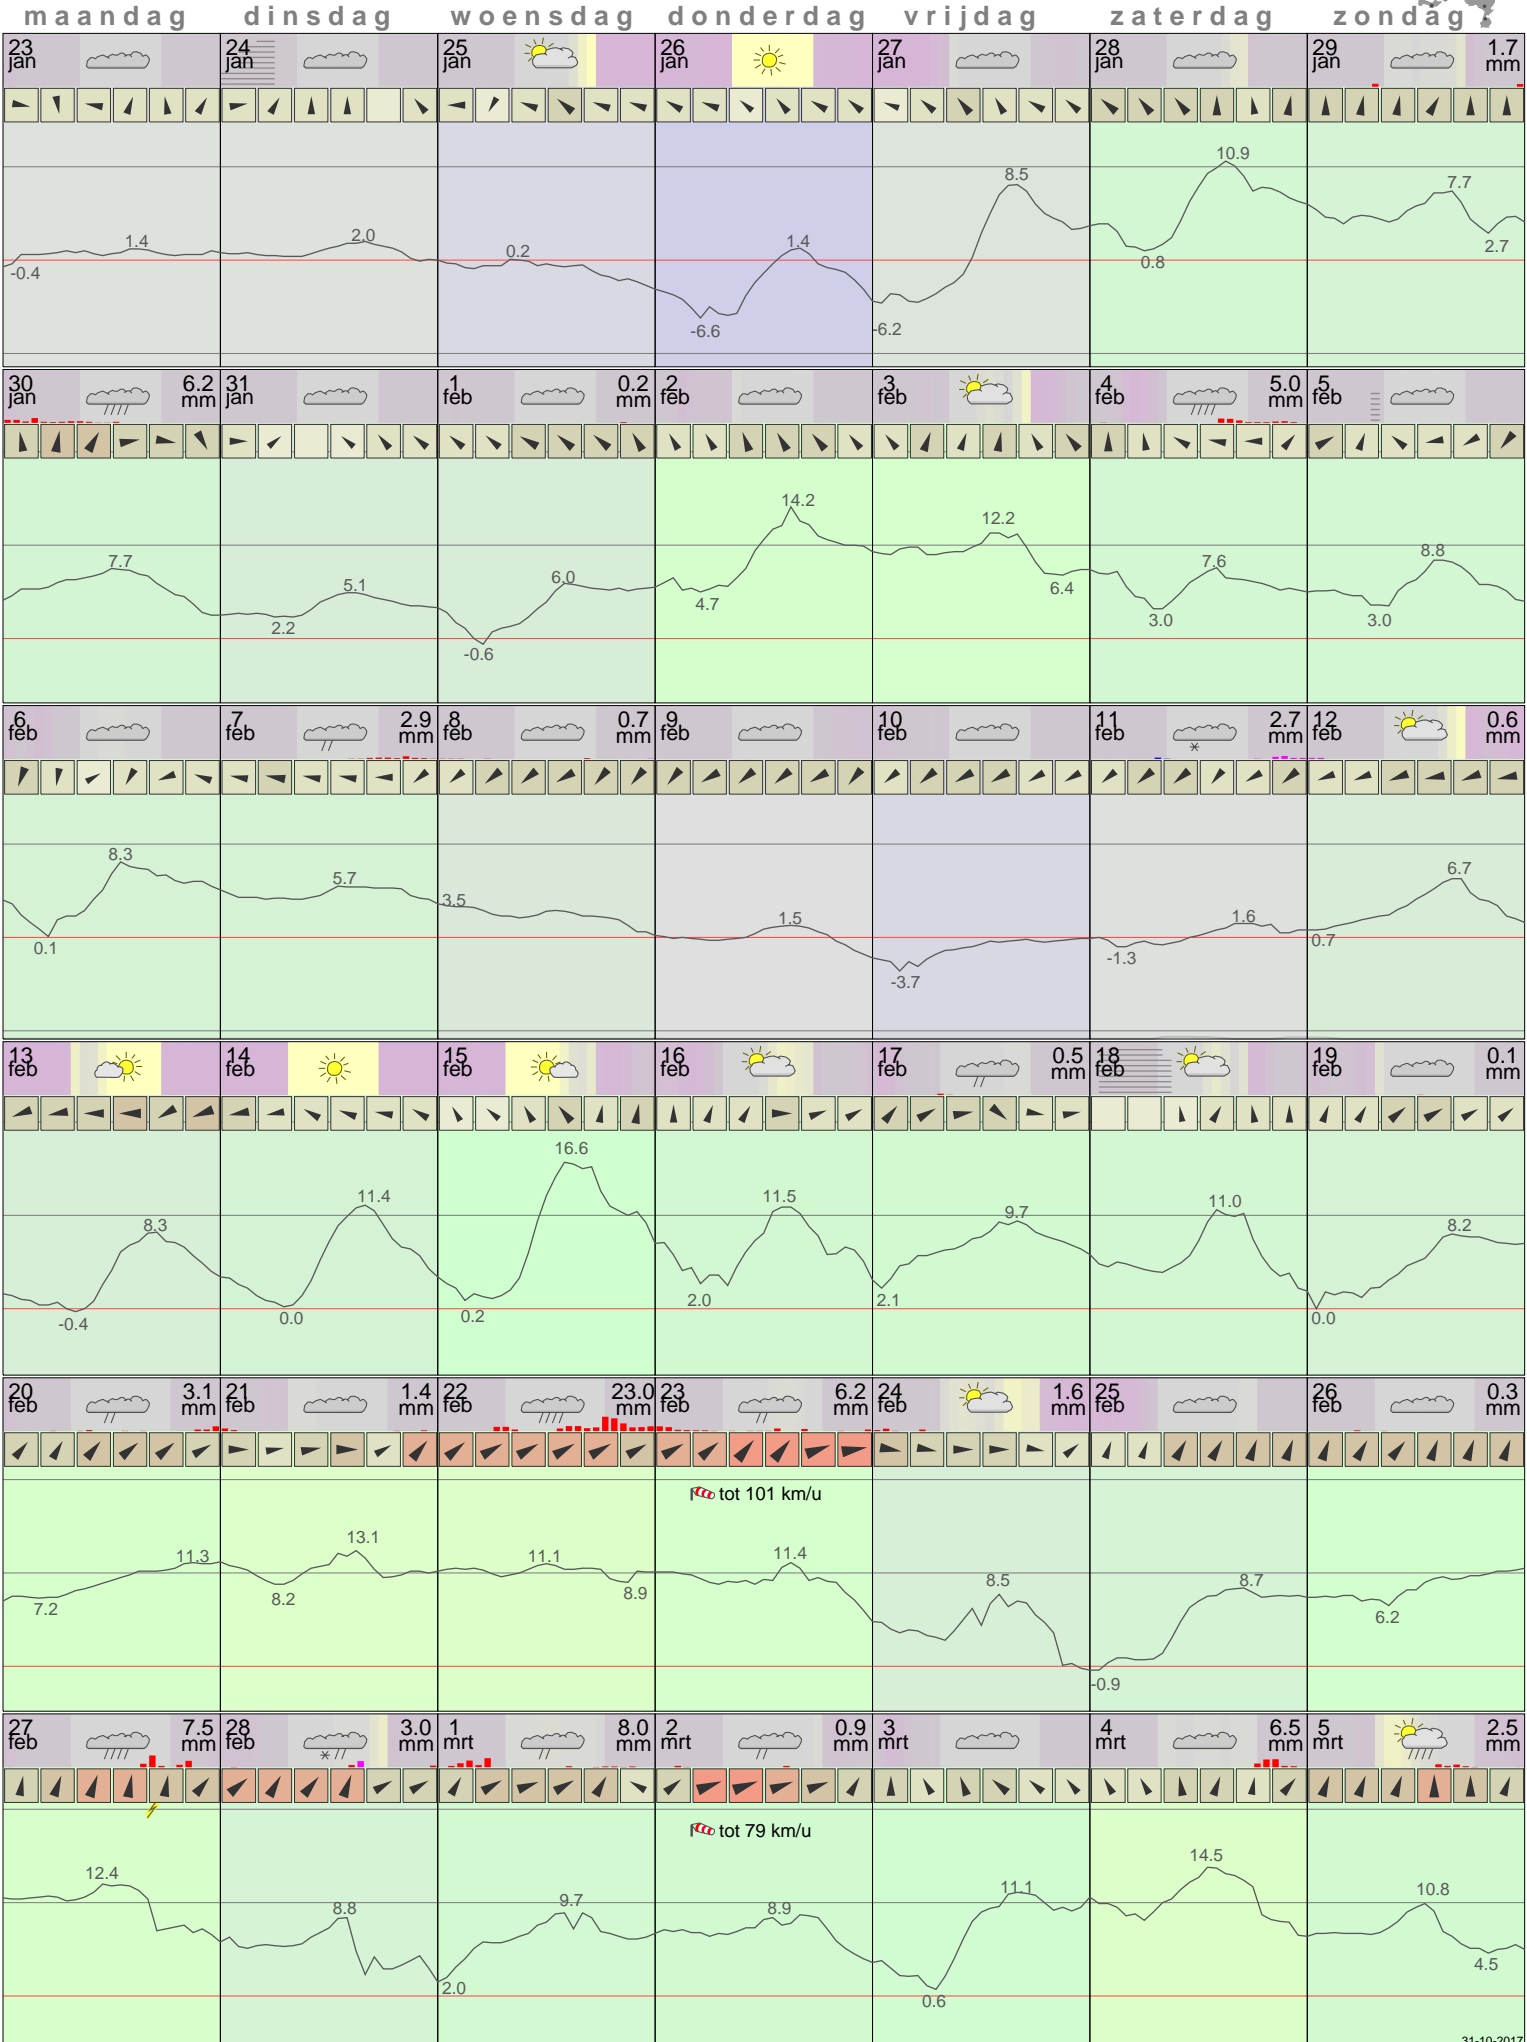 maandag dinsdag woensdag donderdag vrijdag zaterdag zondag
23 jan 24 jan 25 jan 26 jan 27 jan 28 jan 29 jan 1.7 mm
-0.4 1.4 2.0 0.2 -6.6 1.4 -6.2 8.5 0.8 10.9 7.7 2.7
30 jan 6.2 mm 31 jan 1 feb 0.2 mm 2 feb 3 feb 4 feb 5.0 mm 5 feb
7.7 2.2 5.1 -0.6 6.0 4.7 14.2 12.2 6.4 3.0 7.6 3.0 8.8
6 feb 7 feb 2.9 mm 8 feb 0.7 mm 9 feb 10 feb 11 feb 2.7 mm 12 feb 0.6 mm
0.1 8.3 5.7 3.5 1.5 -3.7 -1.3 1.6 0.7 6.7
13 feb 14 feb 15 feb 16 feb 17 feb 0.5 mm 18 feb 19 feb 0.1 mm
-0.4 8.3 0.0 11.4 0.2 16.6 2.0 11.5 2.1 9.7 11.0 0.0 8.2
20 feb 3.1 mm 21 feb 1.4 mm 22 feb 23.0 mm 23 feb 6.2 mm 24 feb 1.6 mm 25 feb 26 feb 0.3 mm
tot 101 km/u
7.2 11.3 8.2 13.1 11.1 8.9 11.4 8.5 -0.9 8.7 6.2
27 feb 7.5 mm 28 feb 3.0 mm 1 mrt 8.0 mm 2 mrt 0.9 mm 3 mrt 4 mrt 6.5 mm 5 mrt 2.5 mm
tot 79 km/u
12.4 8.8 2.0 9.7 8.9 0.6 11.1 14.5 10.8 4.5
31-10-2017